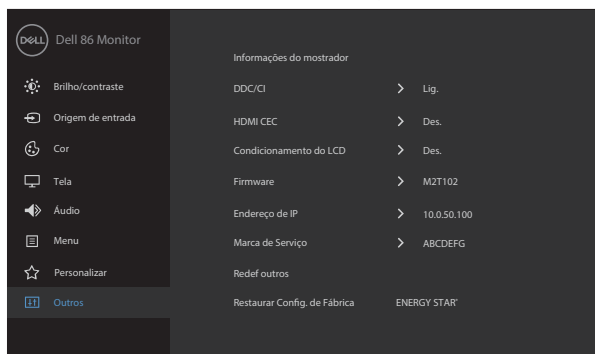 DELL Dell 86 Monitor
Brilho/contraste
Origem de entrada
Cor
Tela
Áudio
Menu
Personalizar
Outros
Informações do mostrador
DDC/CI > Lig.
HDMI CEC > Des.
Condicionamento do LCD > Des.
Firmware > M2T102
Endereço de IP > 10.0.50.100
Marca de Serviço > ABCDEFG
Redef outros
Restaurar Config. de Fábrica ENERGY STAR®